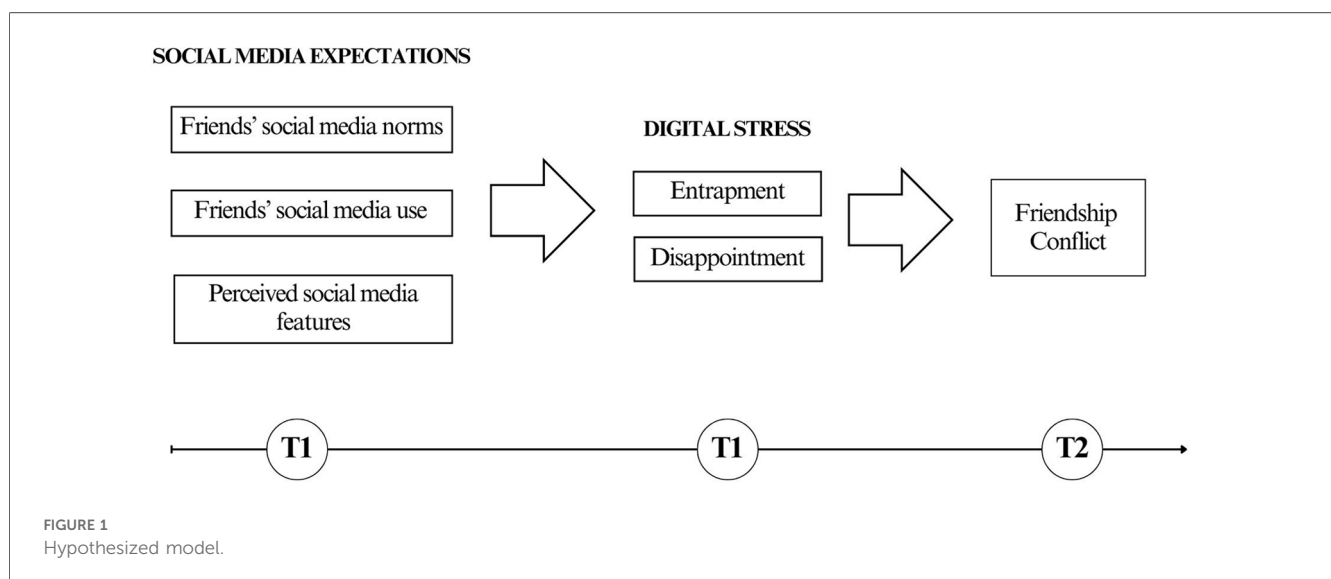 SOCIAL MEDIA EXPECTATIONS
Friends' social media norms
Friends' social media use
Perceived social media
features
DIGITAL STRESS
Entrapment
Disappointment
Friendship
Conflict
T1
T1
T2
FIGURE 1
Hypothesized model.